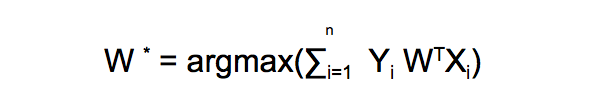 n
W * = argmax(∑i=1 Yi WTXi)